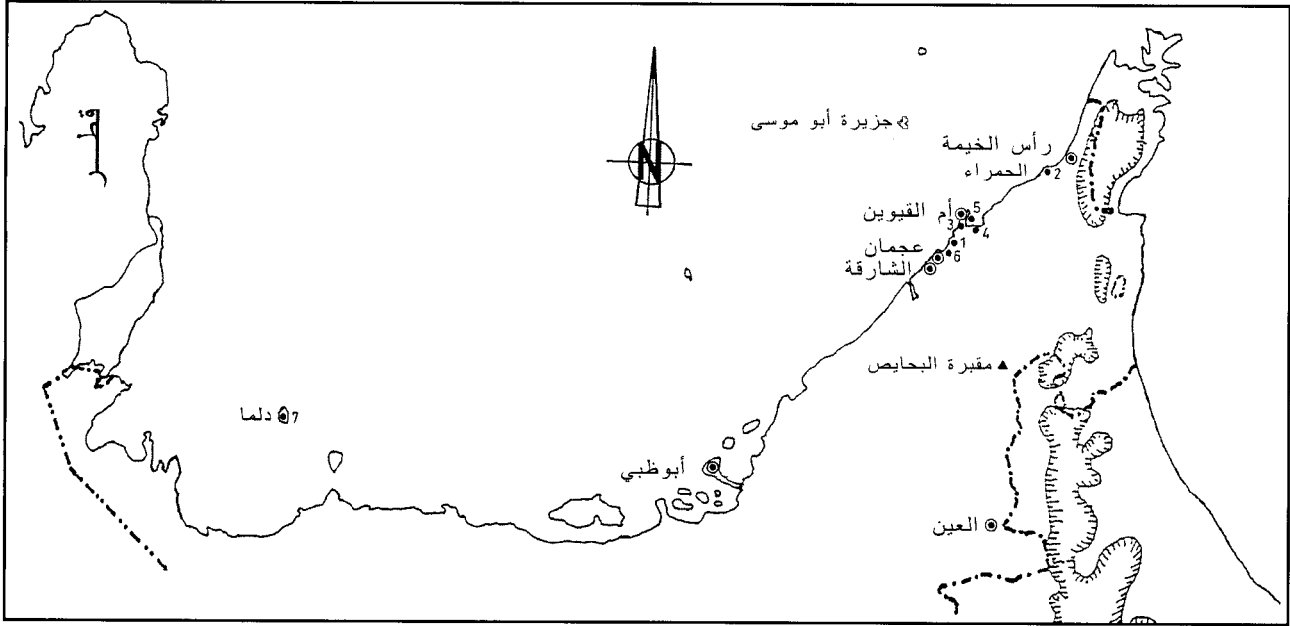 قطر
N
جزيرة أبو موسى
رأس الخيمة
الحمراء
2
أم القيوين
5
3
4
عجمان
1
6
الشارقة
مقبرة البحايص
دلما
7
أبوظبي
العين